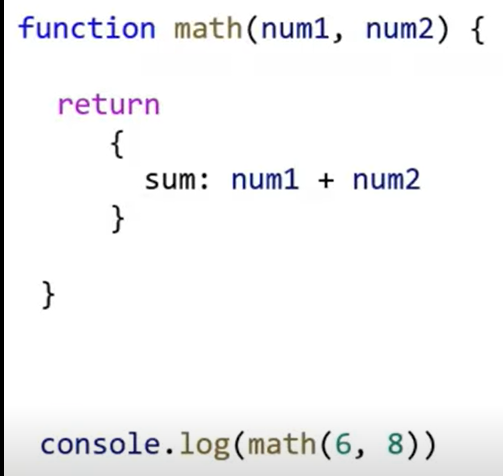 function math(num1, num2) {
return
{
sum: num1 + num2
}
}
console.log(math(6, 8))